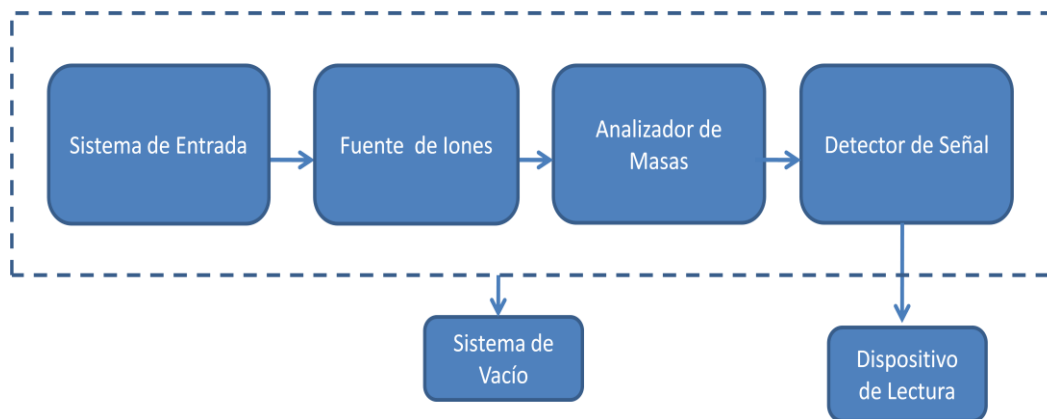 Sistema de Entrada
Fuente de Iones
Analizador de
Masas
Detector de Señal
Sistema de
Vacío
Dispositivo
de Lectura